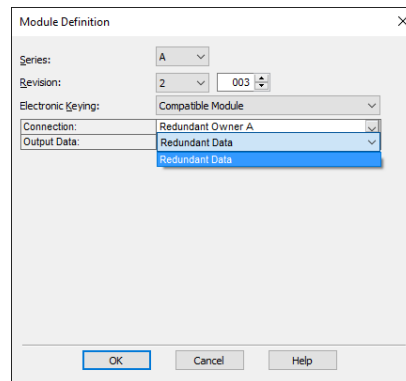 Module Definition
Series: A
Revision: 2 003
Electronic Keying: Compatible Module
Connection: Redundant Owner A
Output Data: Redundant Data
Redundant Data
OK Cancel Help